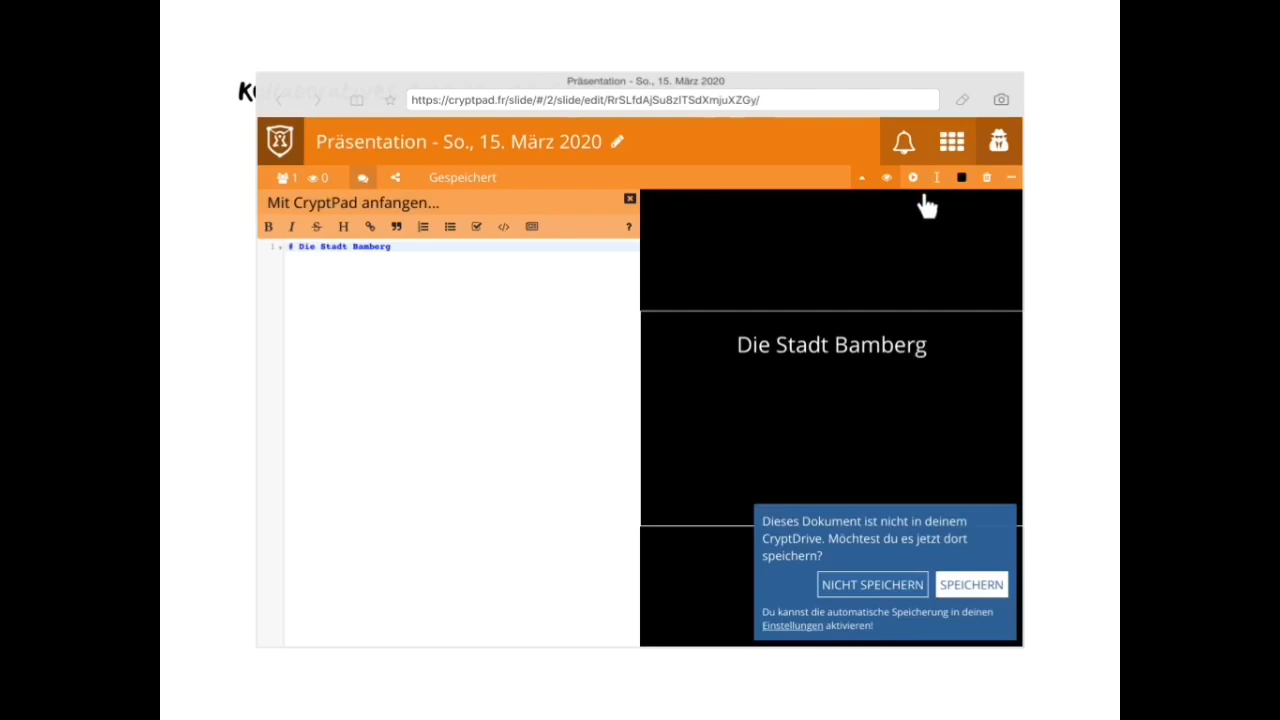 Präsentation - So., 15. März 2020
https://cryptpad.fr/slide/#/2/slide/edit/RrSLfdAjSu8zITSdXmjuXZGy/
Präsentation - So., 15. März 2020
1 0 Gespeichert
Mit CryptPad anfangen...
B I S H ?
1 # Die Stadt Bamberg
Die Stadt Bamberg
Dieses Dokument ist nicht in deinem
CryptDrive. Möchtest du es jetzt dort
speichern?
NICHT SPEICHERN SPEICHERN
Du kannst die automatische Speicherung in deinen
Einstellungen aktivieren!